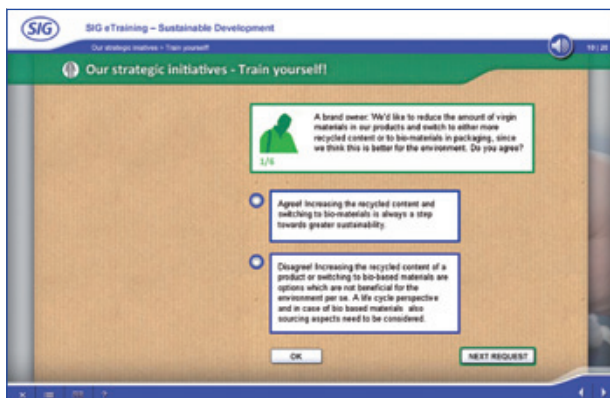 SIG
SIG eTraining – Sustainable Development
Our strategic inatives > Train yourself!
19 | 28
Our strategic initiatives - Train yourself!
A brand owner: We'd like to reduce the amount of virgin
materials in our products and switch to either more
recycled content or to bio-materials in packaging, since
we think this is better for the environment. Do you agree?
1/6
Agree! Increasing the recycled content and
switching to bio-materials is always a step
towards greater sustainability.
Disagree! Increasing the recycled content of a
product or switching to bio-based materials are
options which are not beneficial for the
environment per se. A life cycle perspective
and in case of bio based materials also
sourcing aspects need to be considered.
OK
NEXT REQUEST
?